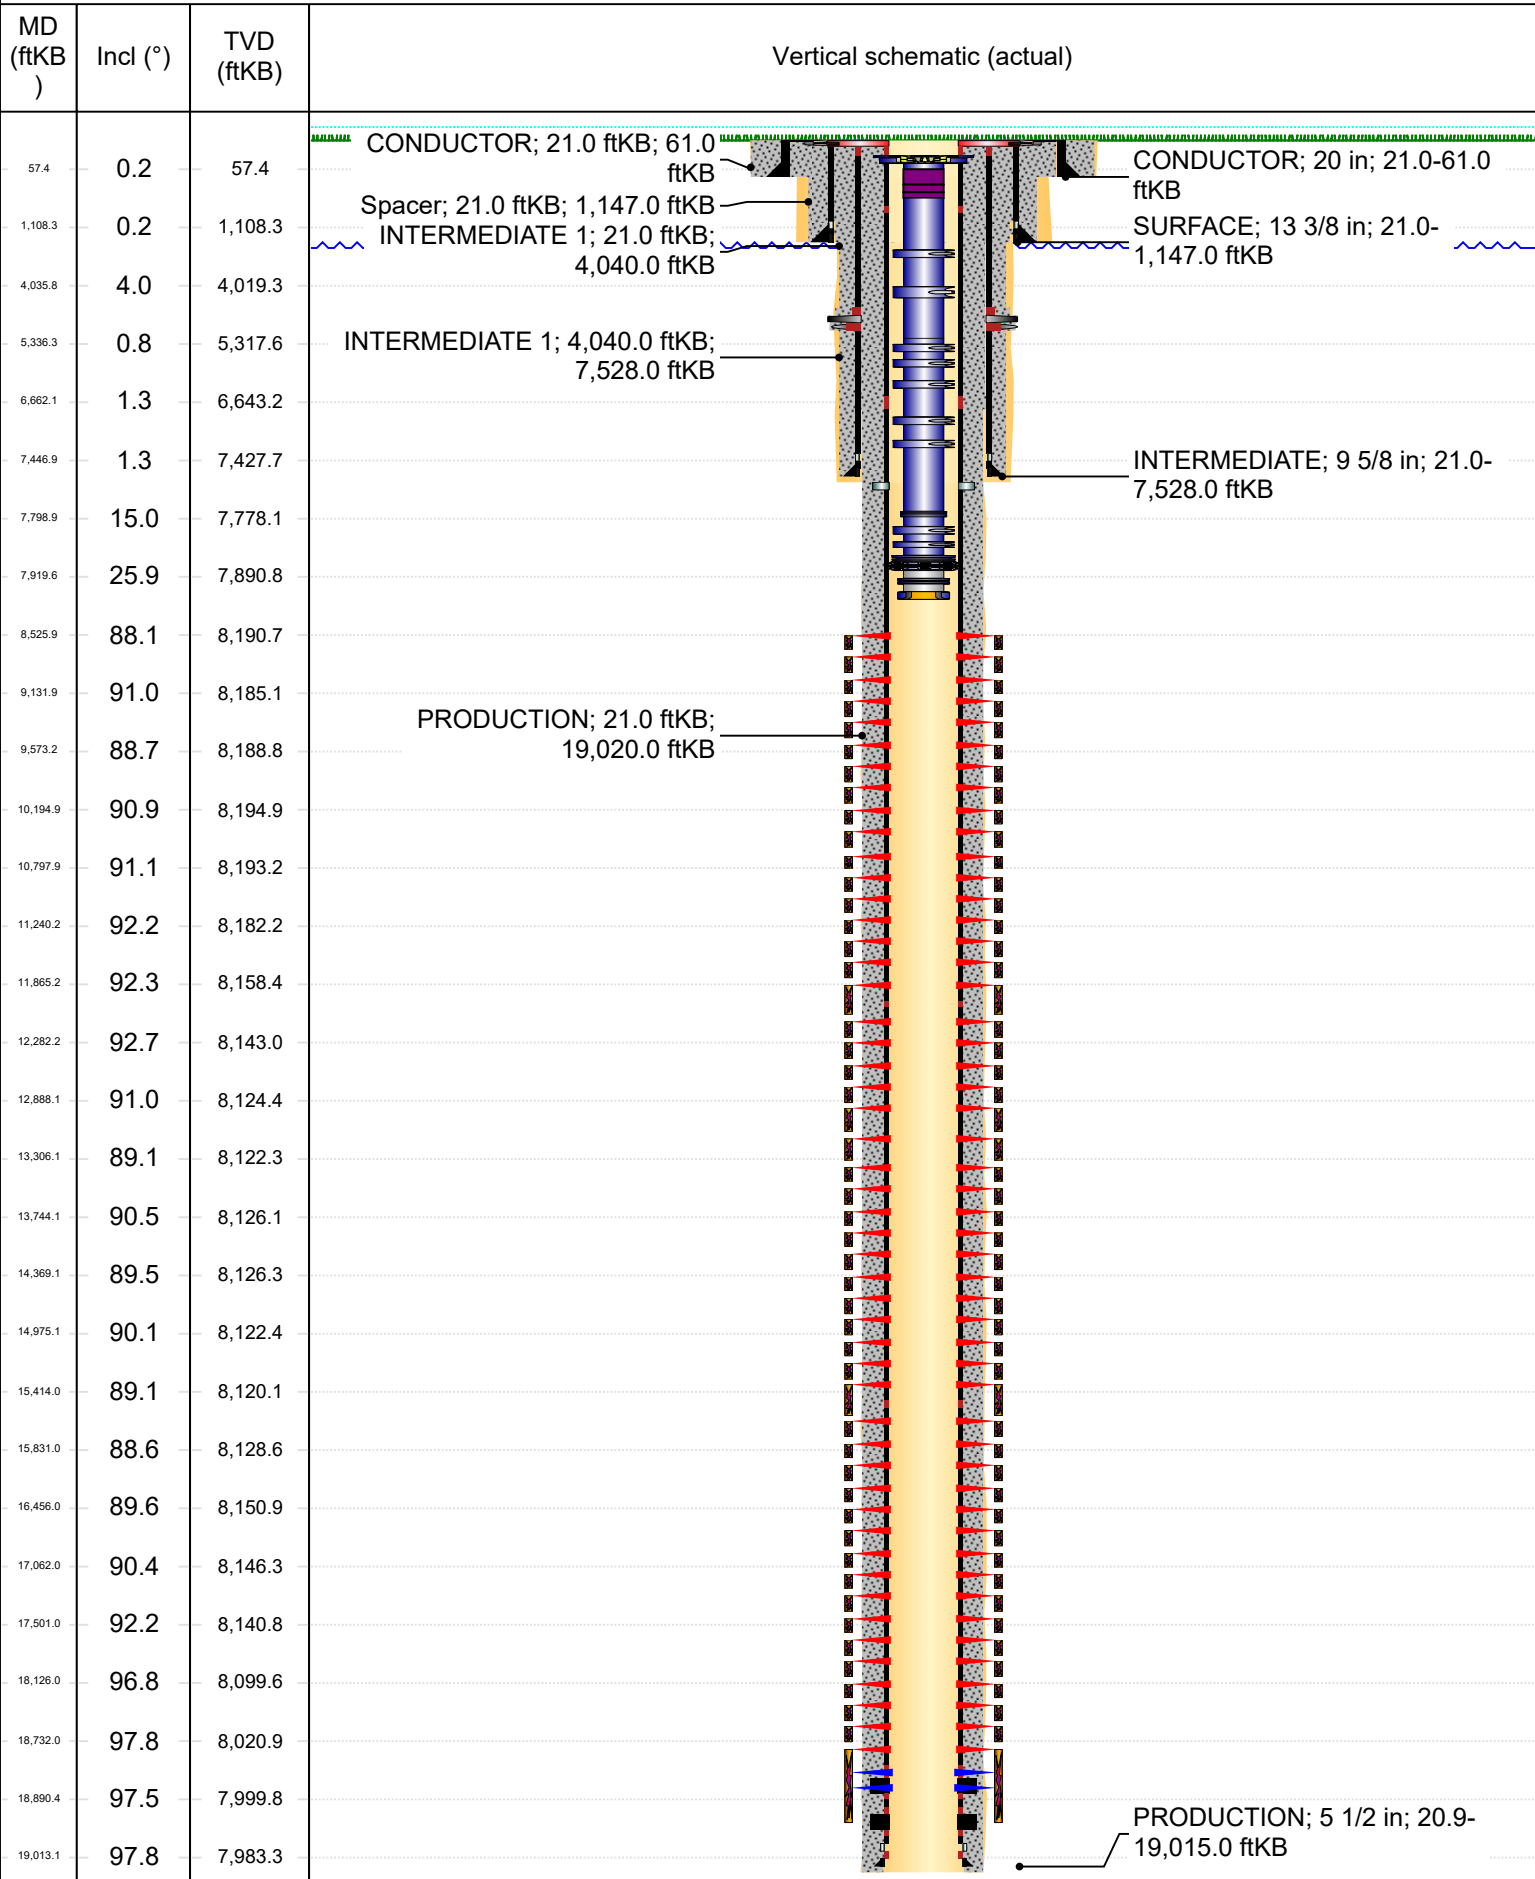 MD
(ftKB
)
Incl (°)
TVD
(ftKB)
Vertical schematic (actual)
CONDUCTOR; 21.0 ftKB; 61.0
ftKB
CONDUCTOR; 20 in; 21.0-61.0
ftKB
57.4 0.2 57.4
Spacer; 21.0 ftKB; 1,147.0 ftKB
1,108.3 0.2 1,108.3
INTERMEDIATE 1; 21.0 ftKB;
4,040.0 ftKB
SURFACE; 13 3/8 in; 21.0-
1,147.0 ftKB
4,035.8 4.0 4,019.3
5,336.3 0.8 5,317.6
INTERMEDIATE 1; 4,040.0 ftKB;
7,528.0 ftKB
6,662.1 1.3 6,643.2
7,446.9 1.3 7,427.7
INTERMEDIATE; 9 5/8 in; 21.0-
7,528.0 ftKB
7,798.9 15.0 7,778.1
7,919.6 25.9 7,890.8
8,525.9 88.1 8,190.7
9,131.9 91.0 8,185.1
PRODUCTION; 21.0 ftKB;
19,020.0 ftKB
9,573.2 88.7 8,188.8
10,194.9 90.9 8,194.9
10,797.9 91.1 8,193.2
11,240.2 92.2 8,182.2
11,865.2 92.3 8,158.4
12,282.2 92.7 8,143.0
12,888.1 91.0 8,124.4
13,306.1 89.1 8,122.3
13,744.1 90.5 8,126.1
14,369.1 89.5 8,126.3
14,975.1 90.1 8,122.4
15,414.0 89.1 8,120.1
15,831.0 88.6 8,128.6
16,456.0 89.6 8,150.9
17,062.0 90.4 8,146.3
17,501.0 92.2 8,140.8
18,126.0 96.8 8,099.6
18,732.0 97.8 8,020.9
18,890.4 97.5 7,999.8
PRODUCTION; 5 1/2 in; 20.9-
19,015.0 ftKB
19,013.1 97.8 7,983.3